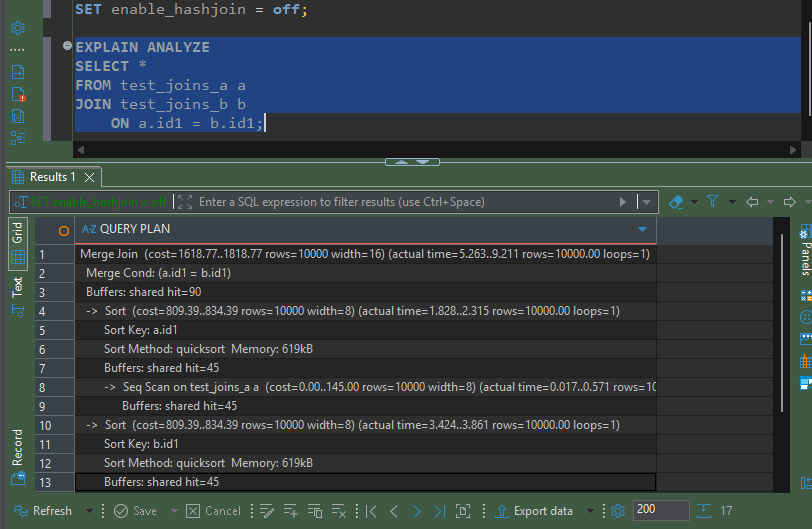 SET enable_hashjoin = off;
EXPLAIN ANALYZE
SELECT *
FROM test_joins_a a
JOIN test_joins_b b
ON a.id1 = b.id1;
Results 1
SET enable_hashjoin = off
Enter a SQL expression to filter results (use Ctrl+Space)
Grid
Text
Record
Panels
A-Z QUERY PLAN
1 Merge Join (cost=1618.77..1818.77 rows=10000 width=16) (actual time=5.263..9.211 rows=10000.00 loops=1)
2 Merge Cond: (a.id1 = b.id1)
3 Buffers: shared hit=90
4 -> Sort (cost=809.39..834.39 rows=10000 width=8) (actual time=1.828..2.315 rows=10000.00 loops=1)
5 Sort Key: a.id1
6 Sort Method: quicksort Memory: 619kB
7 Buffers: shared hit=45
8 -> Seq Scan on test_joins_a a (cost=0.00..145.00 rows=10000 width=8) (actual time=0.017..0.571 rows=10
9 Buffers: shared hit=45
10 -> Sort (cost=809.39..834.39 rows=10000 width=8) (actual time=3.424..3.861 rows=10000.00 loops=1)
11 Sort Key: b.id1
12 Sort Method: quicksort Memory: 619kB
13 Buffers: shared hit=45
Refresh Save Cancel Export data 200 17